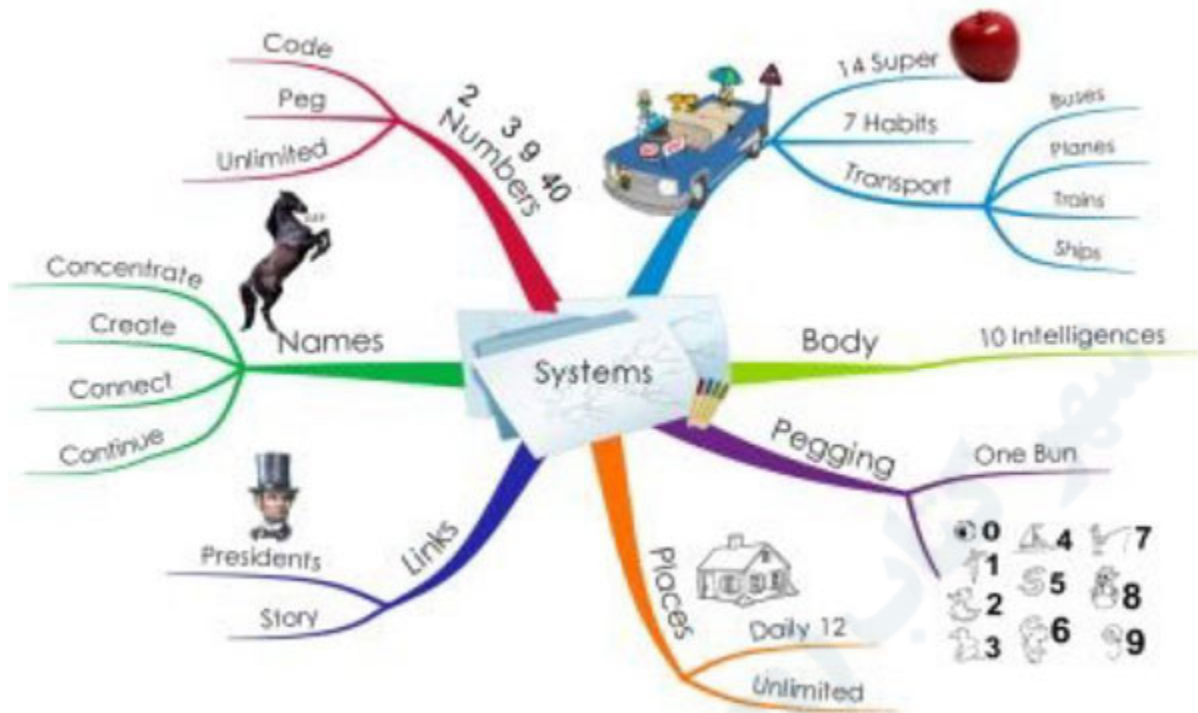 Systems
2 3 9 40
Numbers
Code
Peg
Unlimited
14 Super
7 Habits
Transport
Buses
Planes
Trains
Ships
Body
10 Intelligences
Pegging
One Bun
0 4 7
1 5 8
2 6 9
3
Places
Daily 12
Unlimited
Links
Presidents
Story
Names
Concentrate
Create
Connect
Continue